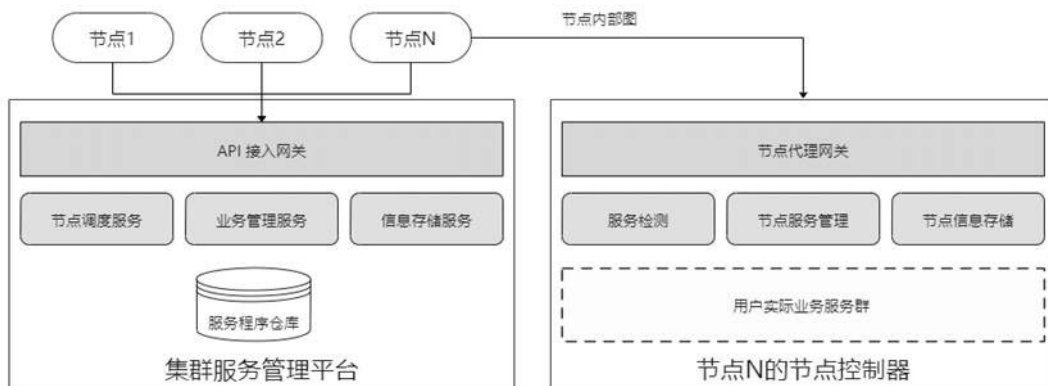 节点内部图
节点1
节点2
节点N
API 接入网关
节点调度服务
业务管理服务
信息存储服务
服务程序仓库
集群服务管理平台
节点代理网关
服务检测
节点服务管理
节点信息存储
用户实际业务服务群
节点N的节点控制器